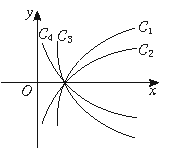 y
C₄ C₃ C₁
C₂
O x